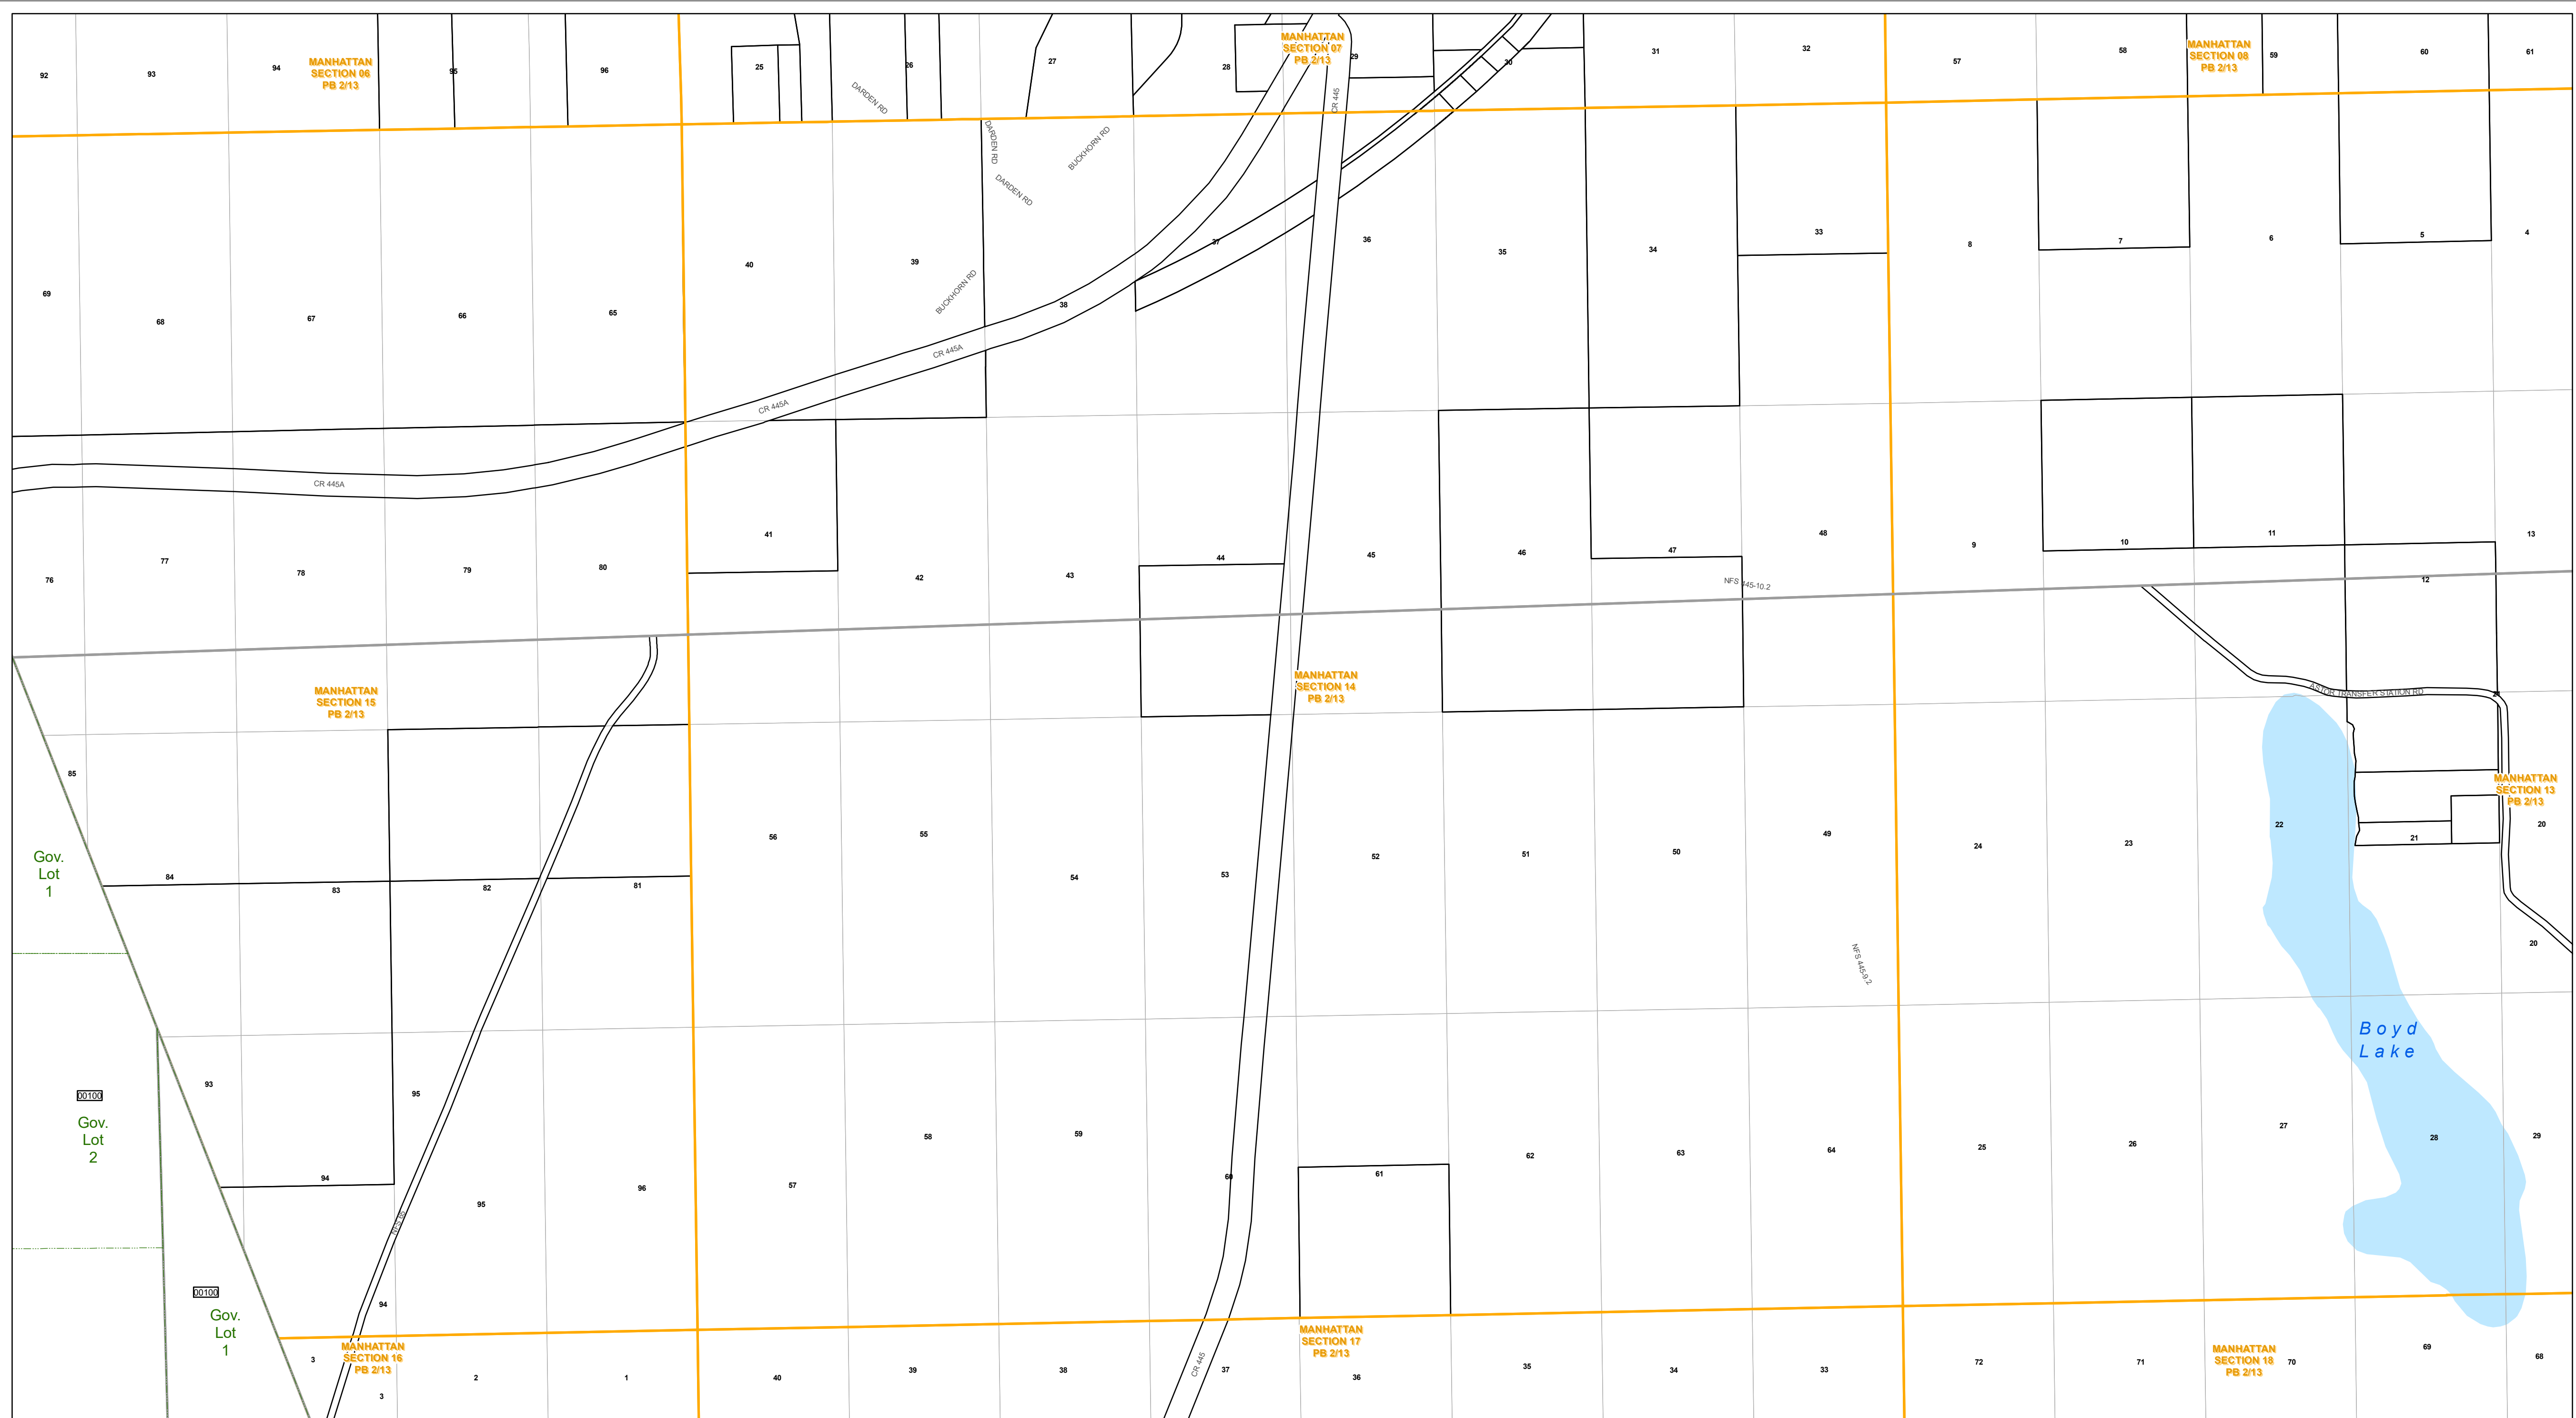 92
93
94
MANHATTAN
SECTION 06
PB 2/13
95
96
25
26
27
28
MANHATTAN
SECTION 07
PB 2/13
29
30
31
32
57
58
MANHATTAN
SECTION 08
PB 2/13
59
60
61
DARDEN RD
DARDEN RD
DARDEN RD
BUCKHORN RD
BUCKHORN RD
CR 445
69
68
67
66
65
40
39
38
37
36
35
34
33
8
7
6
5
4
CR 445A
CR 445A
CR 445A
76
77
78
79
80
41
42
43
44
45
46
47
48
9
10
11
12
13
NFS 445-10.2
MANHATTAN
SECTION 15
PB 2/13
MANHATTAN
SECTION 14
PB 2/13
ASTOR TRANSFER STATION RD
21
MANHATTAN
SECTION 13
PB 2/13
85
84
83
82
81
56
55
54
53
52
51
50
49
24
23
22
21
20
20
Gov.
Lot
1
NFS 445-9.2
Boyd
Lake
00100
Gov.
Lot
2
93
95
94
95
96
57
58
59
60
61
62
63
64
25
26
27
28
29
NFS 65
00100
Gov.
Lot
1
94
3
MANHATTAN
SECTION 16
PB 2/13
3
2
1
40
39
38
CR 445
37
MANHATTAN
SECTION 17
PB 2/13
36
35
34
33
72
71
MANHATTAN
SECTION 18
PB 2/13
70
69
68